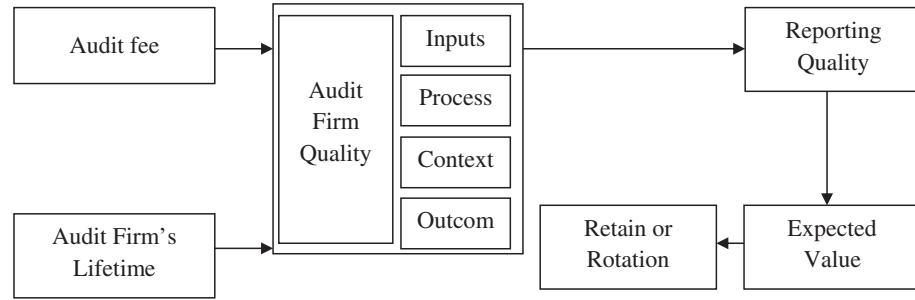 Audit fee
Audit Firm's
Lifetime
Audit
Firm
Quality
Inputs
Process
Context
Outcom
Reporting
Quality
Expected
Value
Retain or
Rotation